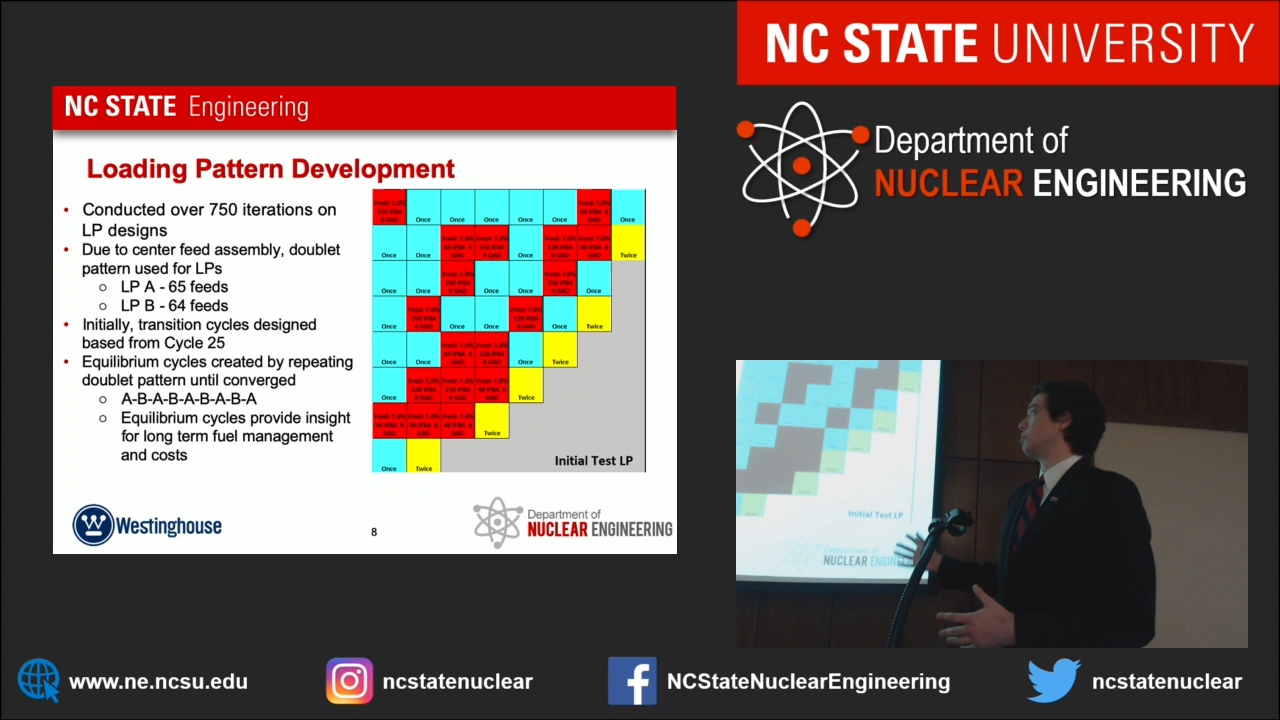 NC STATE UNIVERSITY
Department of
NUCLEAR ENGINEERING
NC STATE Engineering
Loading Pattern Development
• Conducted over 750 iterations on
LP designs
• Due to center feed assembly, doublet
pattern used for LPs
○ LP A - 65 feeds
○ LP B - 64 feeds
• Initially, transition cycles designed
based from Cycle 25
• Equilibrium cycles created by repeating
doublet pattern until converged
○ A-B-A-B-A-B-A-B-A
○ Equilibrium cycles provide insight
for long term fuel management
and costs
Once Once Once Once Once Once
Once Once Once Twice
Once Once Once Once Once
Once Once Once Once Twice
Once Once Once Twice
Once Twice
Twice
Once Twice
Initial Test LP
Westinghouse
8
Department of
NUCLEAR ENGINEERING
Initial Test LP
Department of
www.ne.ncsu.edu
ncstatenuclear
NCStateNuclearEngineering
ncstatenuclear